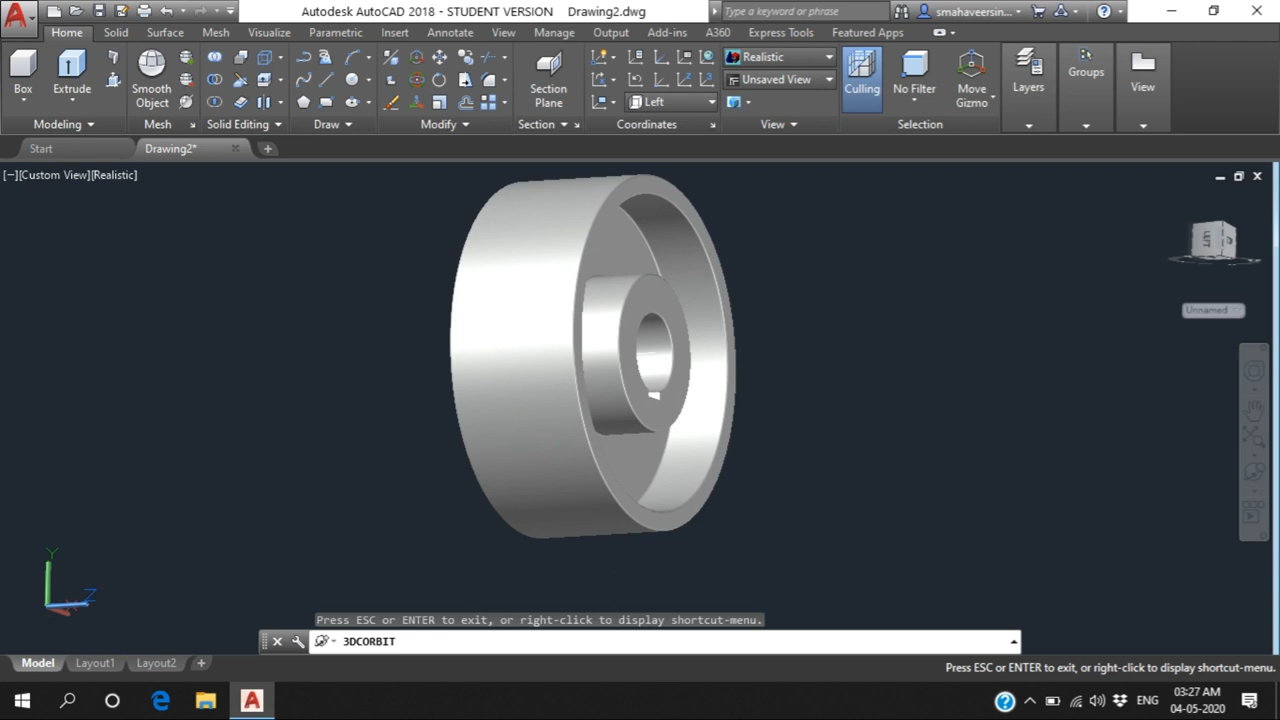 Autodesk AutoCAD 2018 - STUDENT VERSION Drawing2.dwg
Type a keyword or phrase
smahaveersin...
Home Solid Surface Mesh Visualize Parametric Insert Annotate View Manage Output Add-ins A360 Express Tools Featured Apps
Box
Extrude
Smooth Object
Section Plane
Left
Realistic
Unsaved View
Culling
No Filter
Move Gizmo
Layers
Groups
View
Modeling Mesh Solid Editing Draw Modify Section Coordinates View Selection
Start Drawing2*
[−][Custom View][Realistic]
LEFT
Unnamed
Y
Z
Press ESC or ENTER to exit, or right-click to display shortcut-menu.
3DCORBIT
Model Layout1 Layout2
Press ESC or ENTER to exit, or right-click to display shortcut-menu.
ENG
03:27 AM
04-05-2020